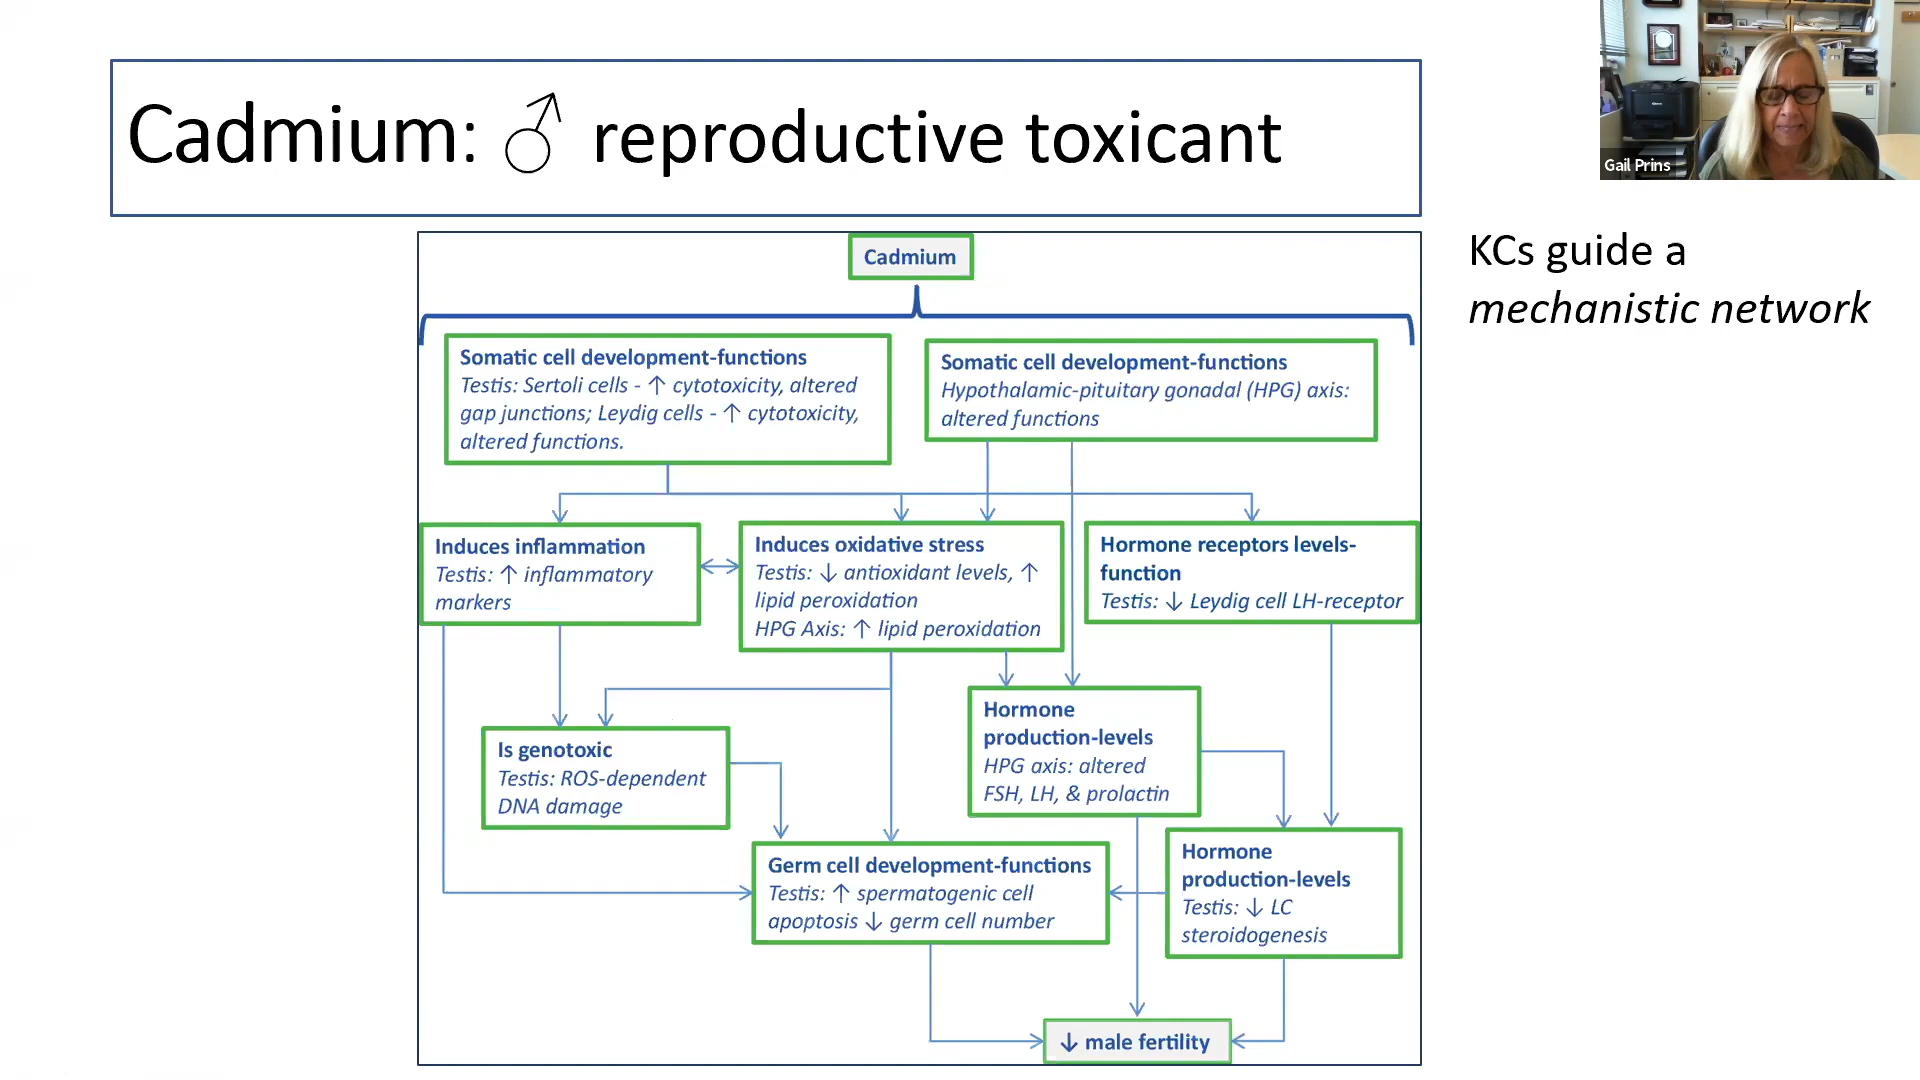 Cadmium: ♂ reproductive toxicant
Gail Prins
KCs guide a
mechanistic network
Cadmium
Somatic cell development-functions
Testis: Sertoli cells - ↑ cytotoxicity, altered
gap junctions; Leydig cells - ↑ cytotoxicity,
altered functions.
Somatic cell development-functions
Hypothalamic-pituitary gonadal (HPG) axis:
altered functions
Induces inflammation
Testis: ↑ inflammatory
markers
Induces oxidative stress
Testis: ↓ antioxidant levels, ↑
lipid peroxidation
HPG Axis: ↑ lipid peroxidation
Hormone receptors levels-
function
Testis: ↓ Leydig cell LH-receptor
Is genotoxic
Testis: ROS-dependent
DNA damage
Hormone
production-levels
HPG axis: altered
FSH, LH, & prolactin
Germ cell development-functions
Testis: ↑ spermatogenic cell
apoptosis ↓ germ cell number
Hormone
production-levels
Testis: ↓ LC
steroidogenesis
↓ male fertility